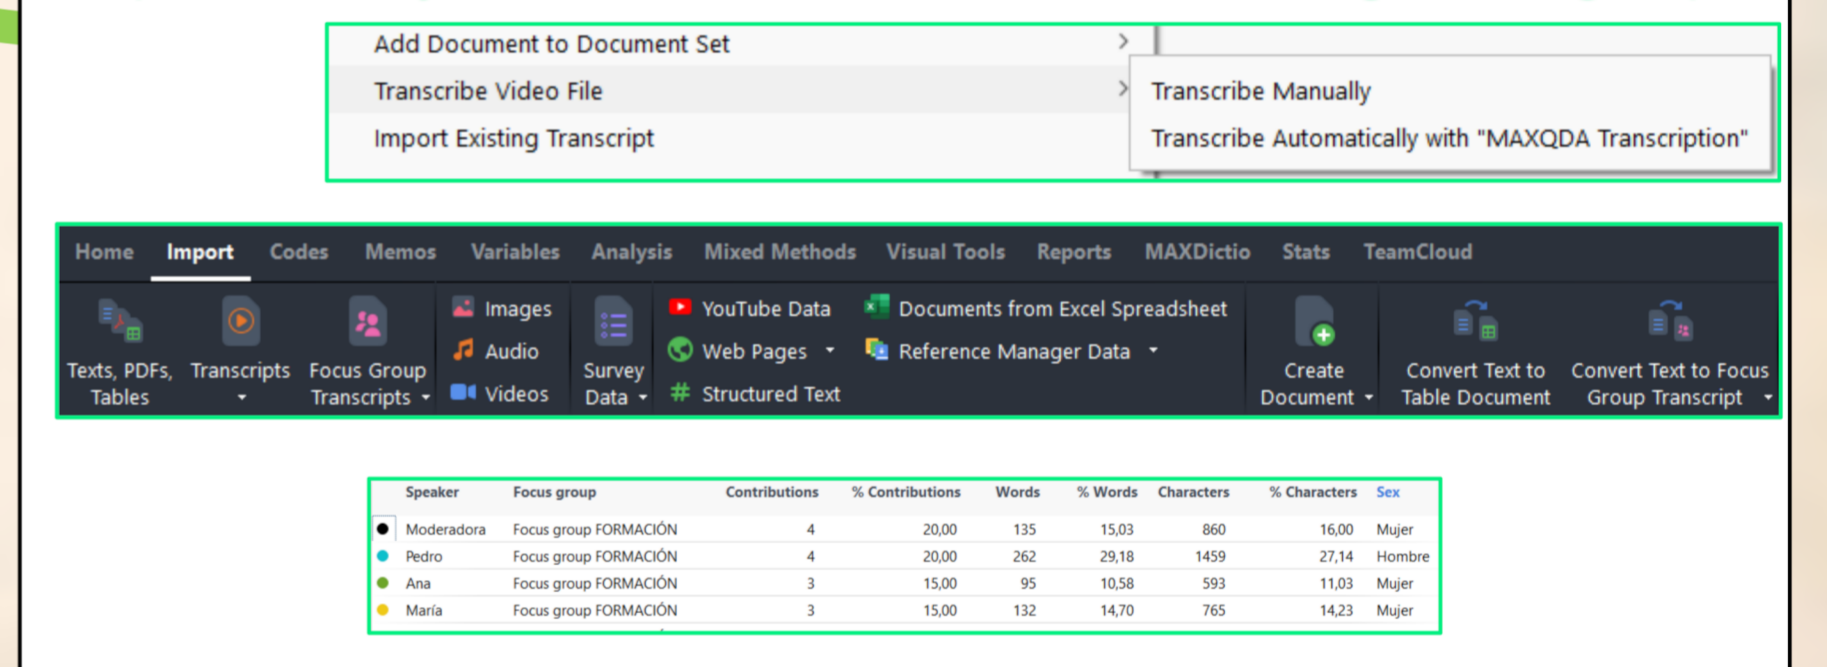 Add Document to Document Set
Transcribe Video File
Import Existing Transcript
Transcribe Manually
Transcribe Automatically with "MAXQDA Transcription"
Home Import Codes Memos Variables Analysis Mixed Methods Visual Tools Reports MAXDictio Stats TeamCloud
Texts, PDFs, Tables
Transcripts
Focus Group Transcripts
Images
Audio
Videos
Survey Data
YouTube Data
Web Pages
Structured Text
Documents from Excel Spreadsheet
Reference Manager Data
Create Document
Convert Text to Table Document
Convert Text to Focus Group Transcript
Speaker Focus group Contributions % Contributions Words % Words Characters % Characters Sex
Moderadora Focus group FORMACIÓN 4 20,00 135 15,03 860 16,00 Mujer
Pedro Focus group FORMACIÓN 4 20,00 262 29,18 1459 27,14 Hombre
Ana Focus group FORMACIÓN 3 15,00 95 10,58 593 11,03 Mujer
María Focus group FORMACIÓN 3 15,00 132 14,70 765 14,23 Mujer